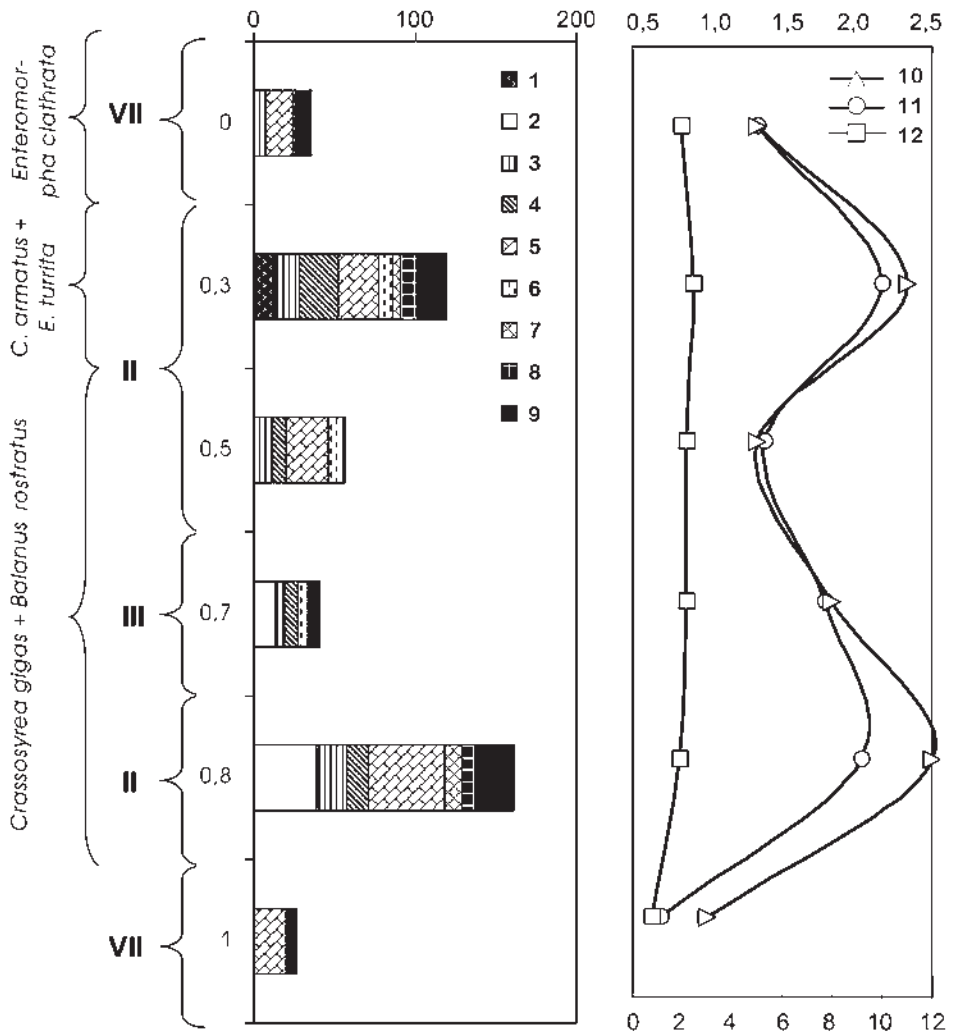 0 100 200
0,5 1,0 1,5 2,0 2,5
Enteromor-
pha clathrata
C. armatus +
E. turrita
Crassosyrea gigas + Balanus rostratus
VII
II
III
II
VII
0
0,3
0,5
0,7
0,8
1
1
2
3
4
5
6
7
8
9
10
11
12
0 2 4 6 8 10 12